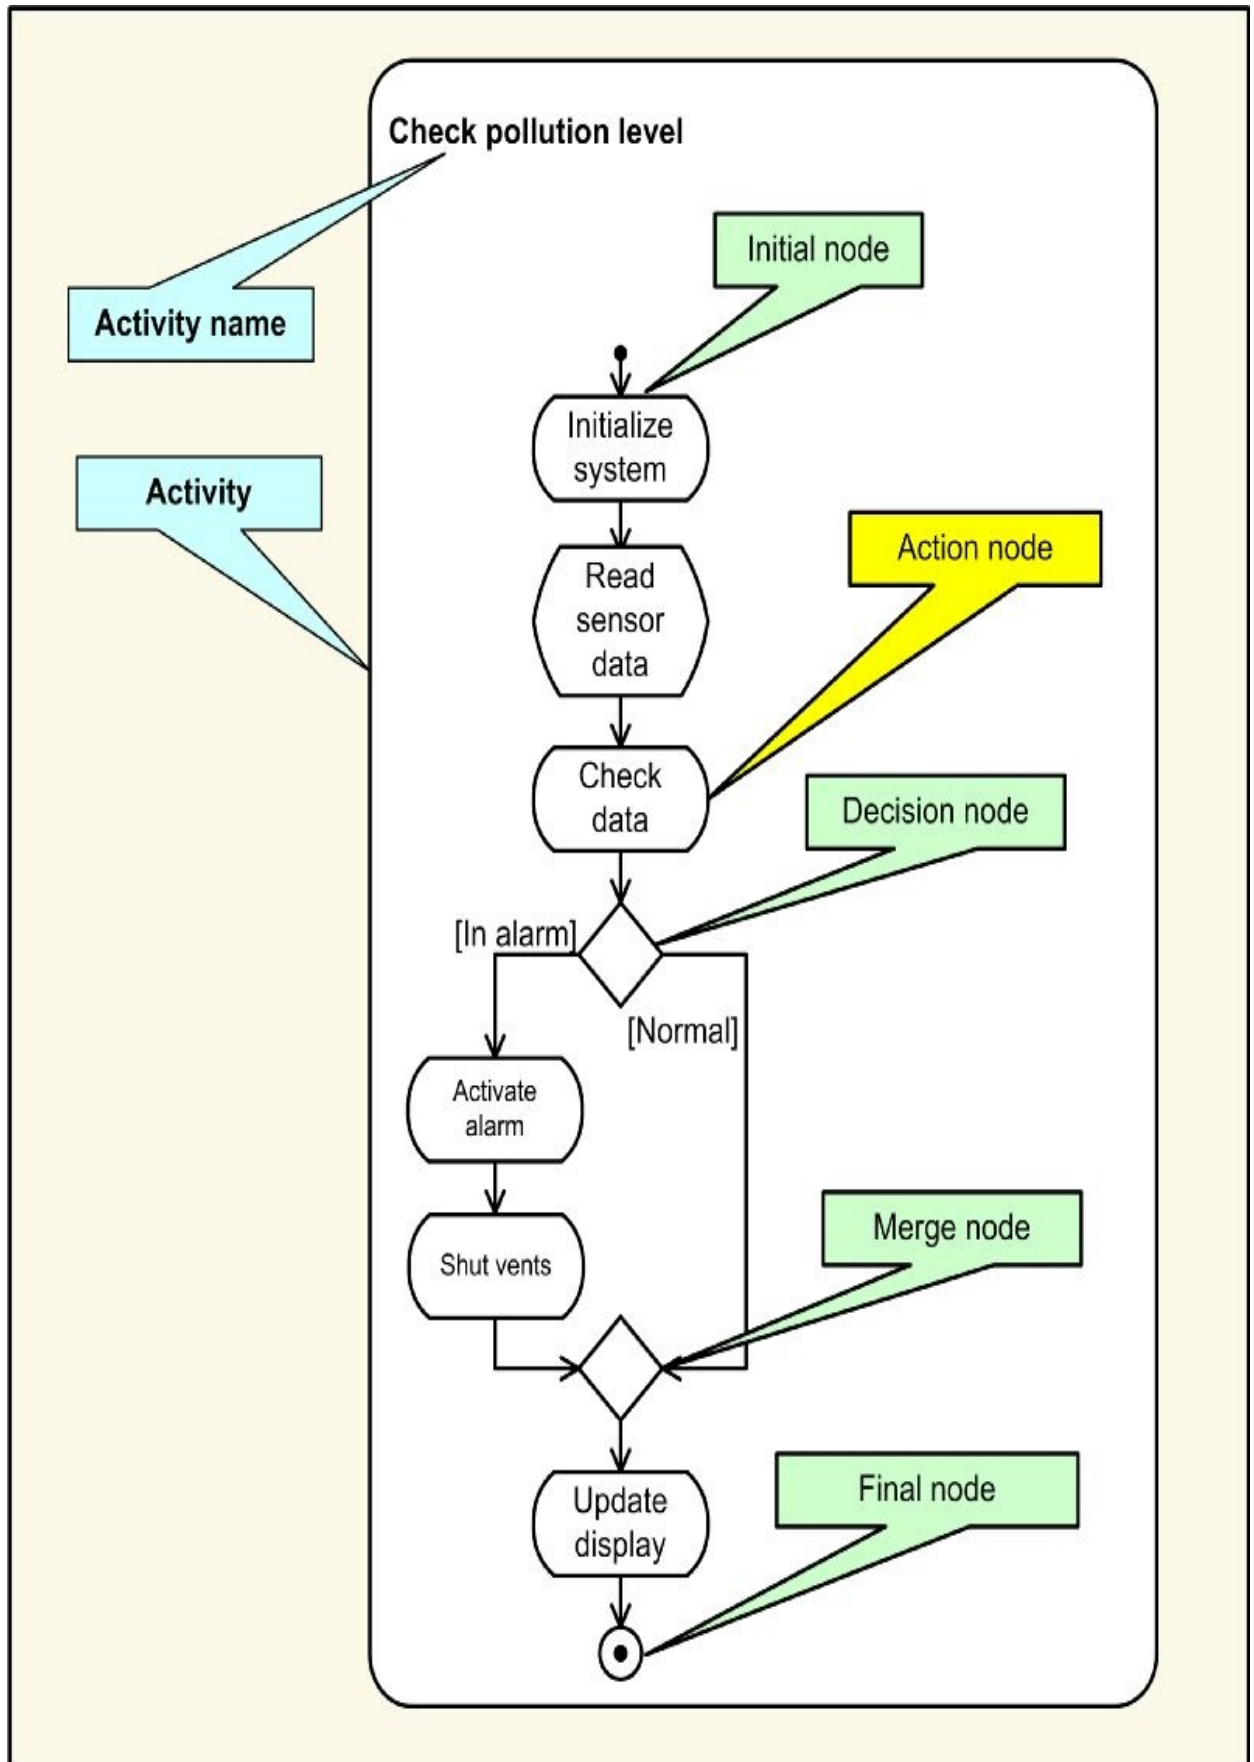 Check pollution level
Initial node
Activity name
Initialize
system
Activity
Action node
Read
sensor
data
Check
data
Decision node
[In alarm]
[Normal]
Activate
alarm
Merge node
Shut vents
Final node
Update
display